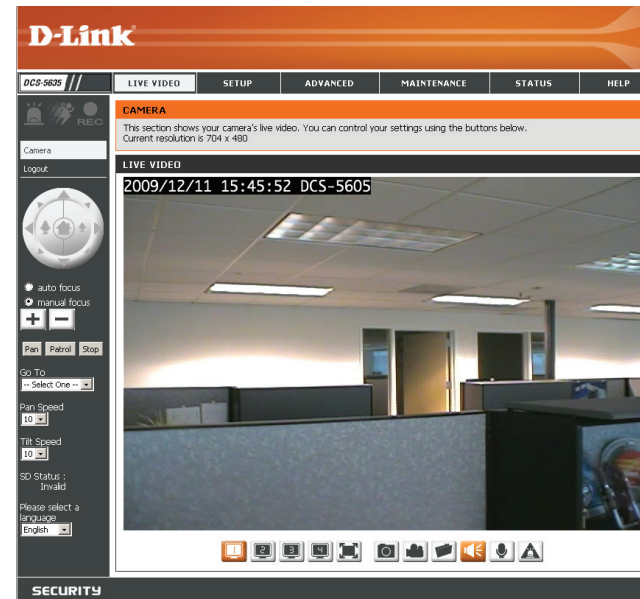 D-Link
DCS-5635
LIVE VIDEO SETUP ADVANCED MAINTENANCE STATUS HELP
REC
CAMERA
This section shows your camera's live video. You can control your settings using the buttons below.
Current resolution is 704 x 480
Camera
Logout
LIVE VIDEO
2009/12/11 15:45:52 DCS-5605
auto focus
manual focus
Pan Patrol Stop
Go To
-- Select One --
Pan Speed
10
Tilt Speed
10
SD Status :
Invalid
Please select a
language
English
1 2 3 4
SECURITY